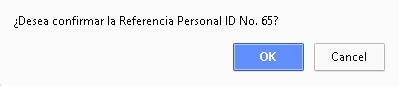 ¿Desea confirmar la Referencia Personal ID No. 65?
OK
Cancel